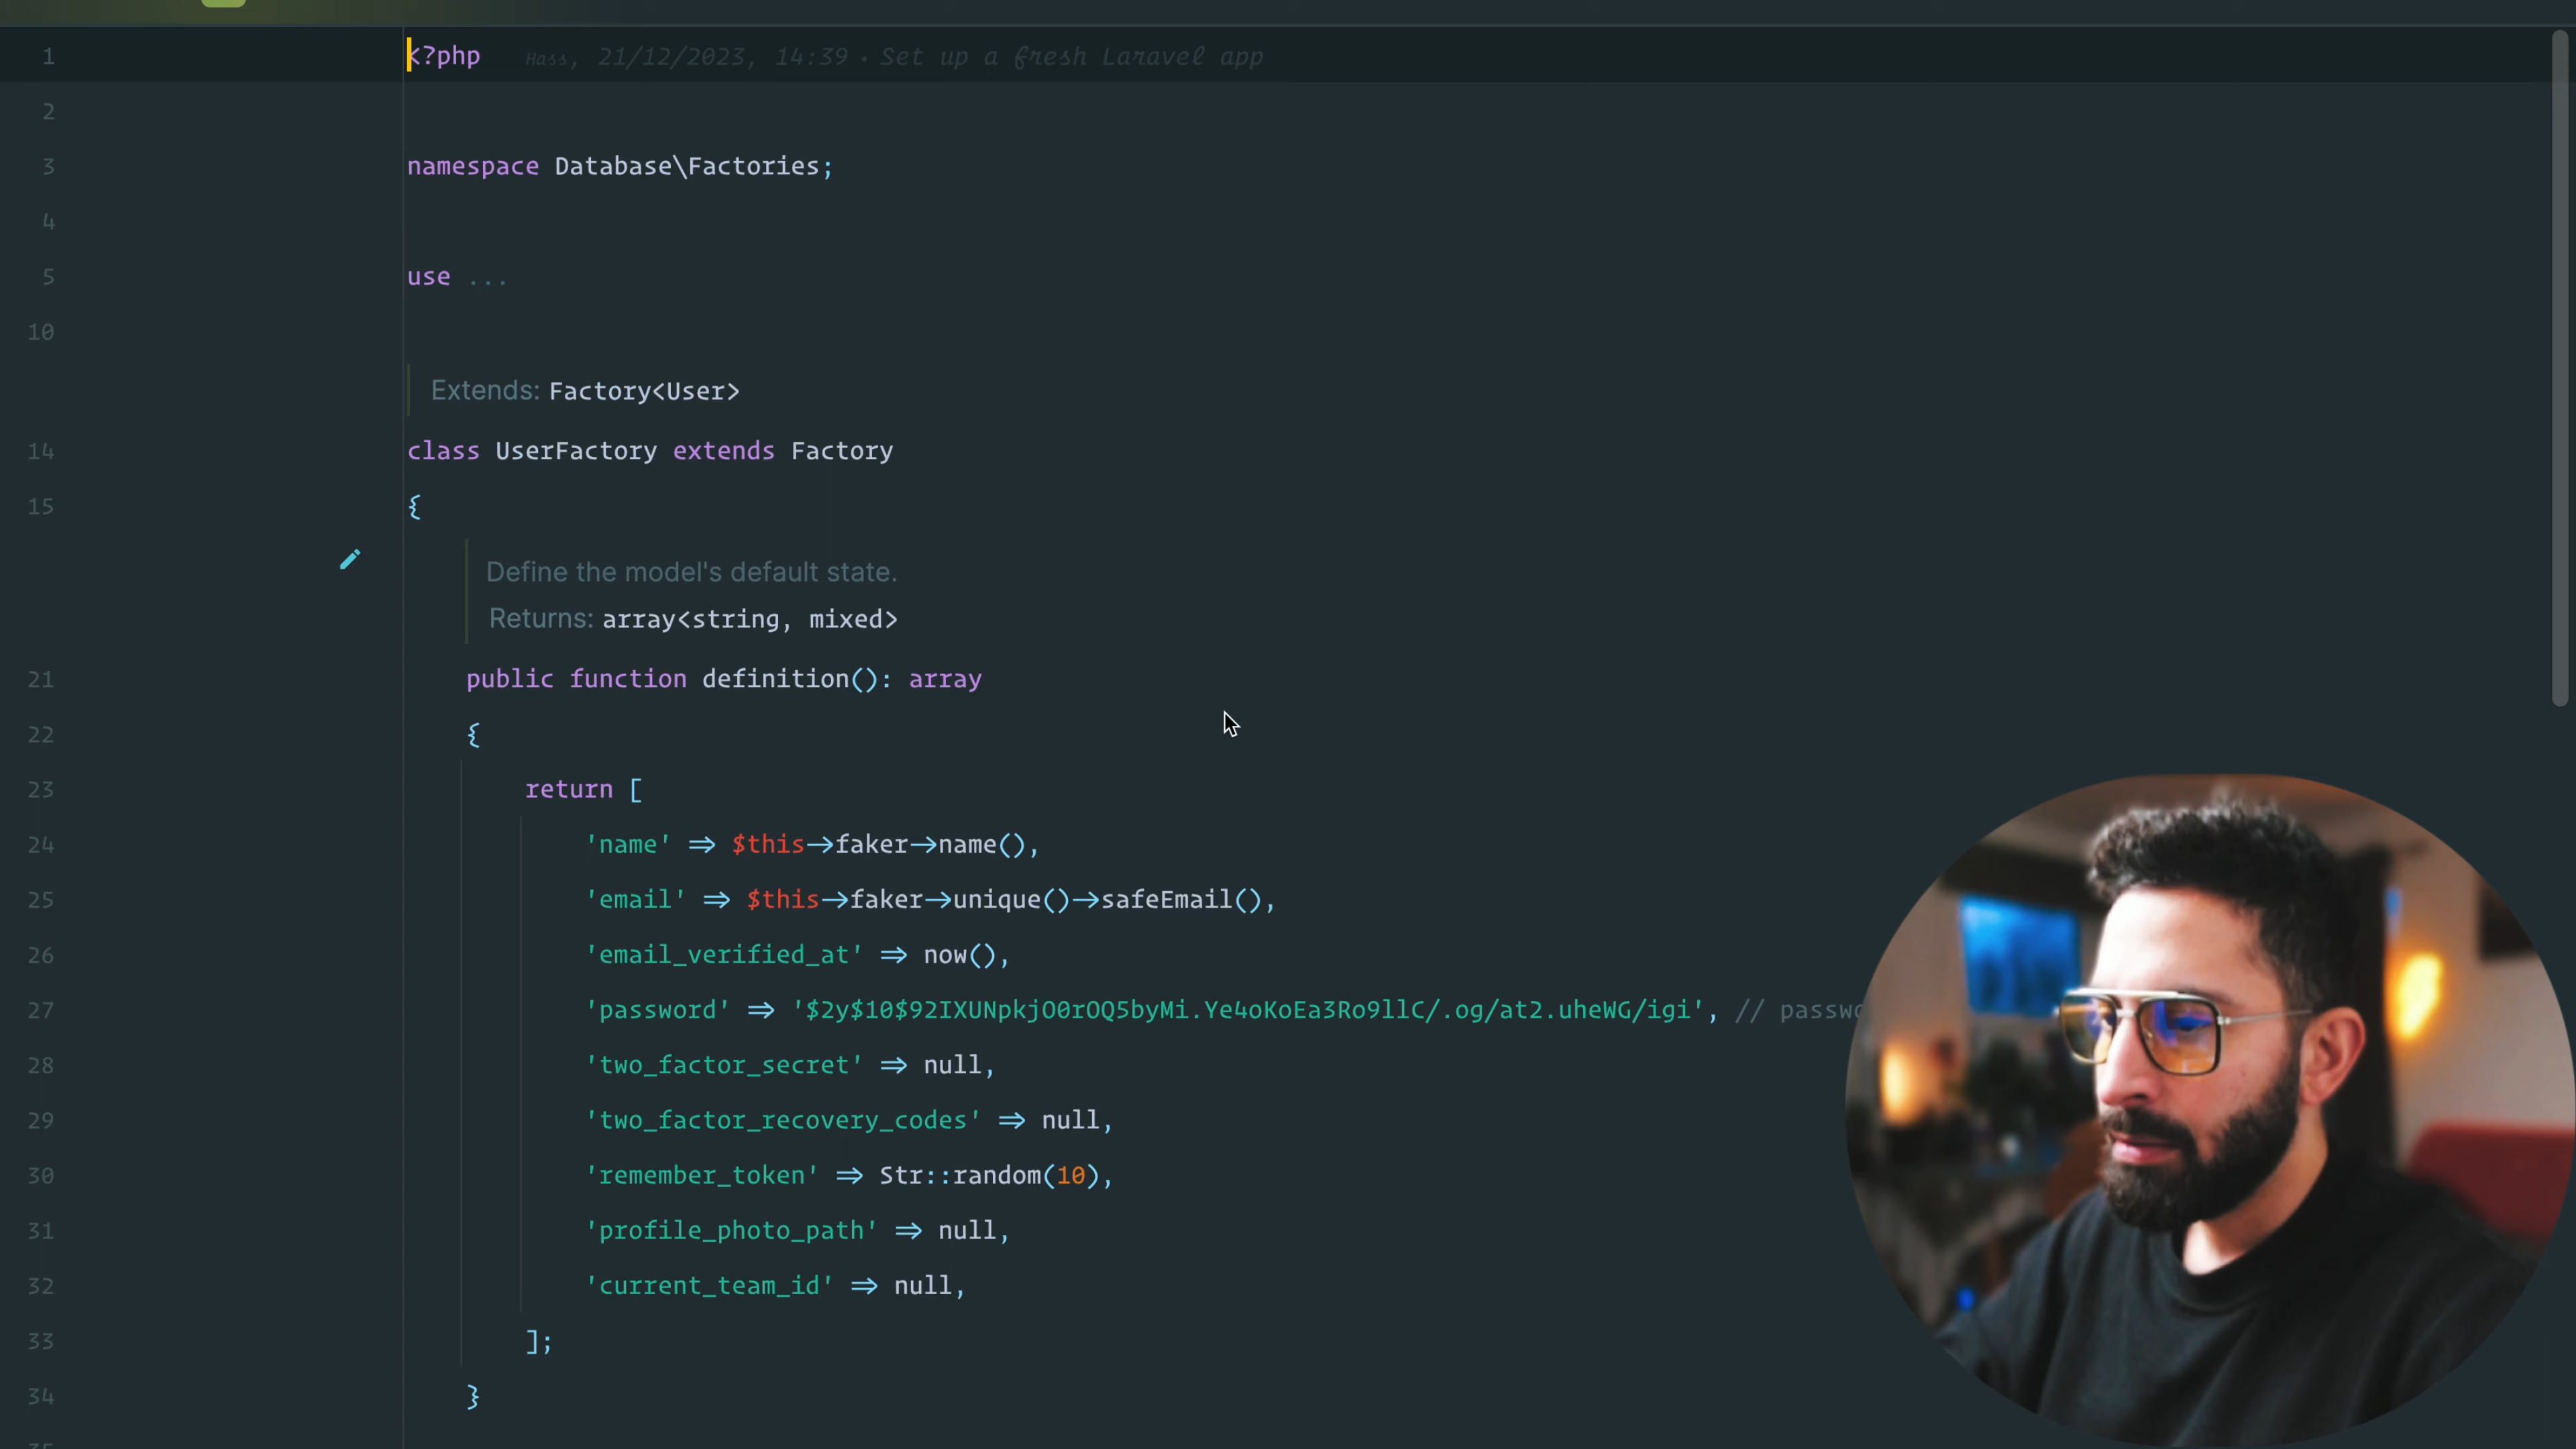 1 <?php Hass, 21/12/2023, 14:39 • Set up a fresh Laravel app
2
3 namespace Database\Factories;
4
5 use ...
10
Extends: Factory<User>
14 class UserFactory extends Factory
15 {
Define the model's default state.
Returns: array<string, mixed>
21 public function definition(): array
22 {
23 return [
24 'name' => $this->faker->name(),
25 'email' => $this->faker->unique()->safeEmail(),
26 'email_verified_at' => now(),
27 'password' => '$2y$10$92IXUNpkjO0rOQ5byMi.Ye4oKoEa3Ro9llC/.og/at2.uheWG/igi', // passwo
28 'two_factor_secret' => null,
29 'two_factor_recovery_codes' => null,
30 'remember_token' => Str::random(10),
31 'profile_photo_path' => null,
32 'current_team_id' => null,
33 ];
34 }